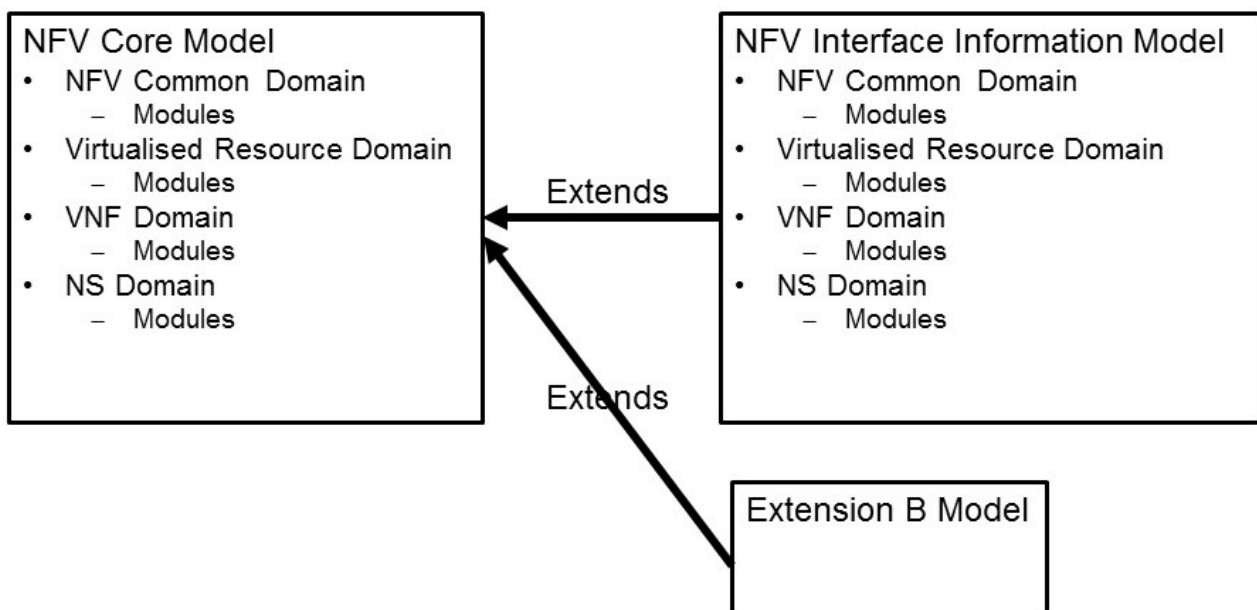 NFV Core Model
• NFV Common Domain
– Modules
• Virtualised Resource Domain
– Modules
• VNF Domain
– Modules
• NS Domain
– Modules
Extends
Extends
NFV Interface Information Model
• NFV Common Domain
– Modules
• Virtualised Resource Domain
– Modules
• VNF Domain
– Modules
• NS Domain
– Modules
Extension B Model